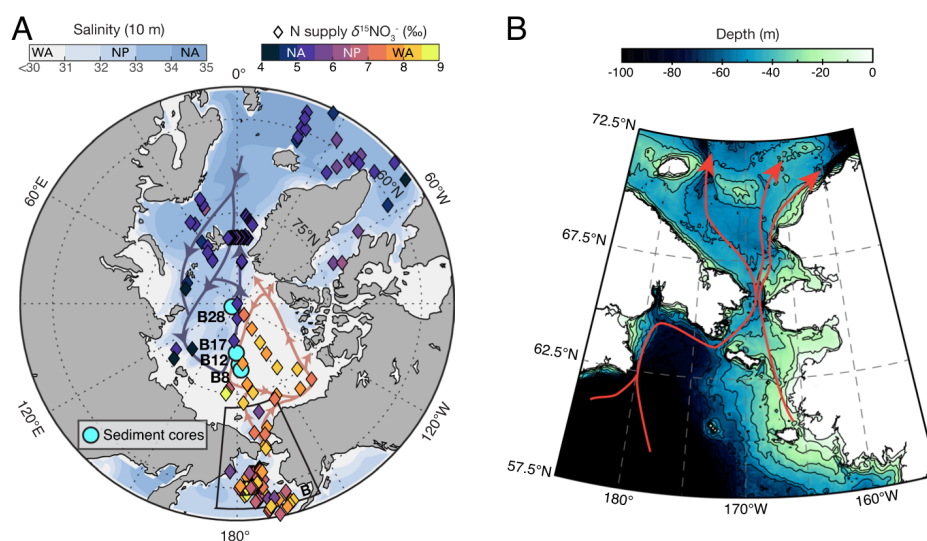 A
Salinity (10 m)
WA NP NA
<30 31 32 33 34 35
◇ N supply δ¹⁵NO₃⁻ (‰)
NA NP WA
4 5 6 7 8 9
0°
60°E
60°W
60°N
75°N
B28
B17
B12
B8
120°E
120°W
Sediment cores
B
180°
B
Depth (m)
-100 -80 -60 -40 -20 0
72.5°N
67.5°N
62.5°N
57.5°N
180°
170°W
160°W